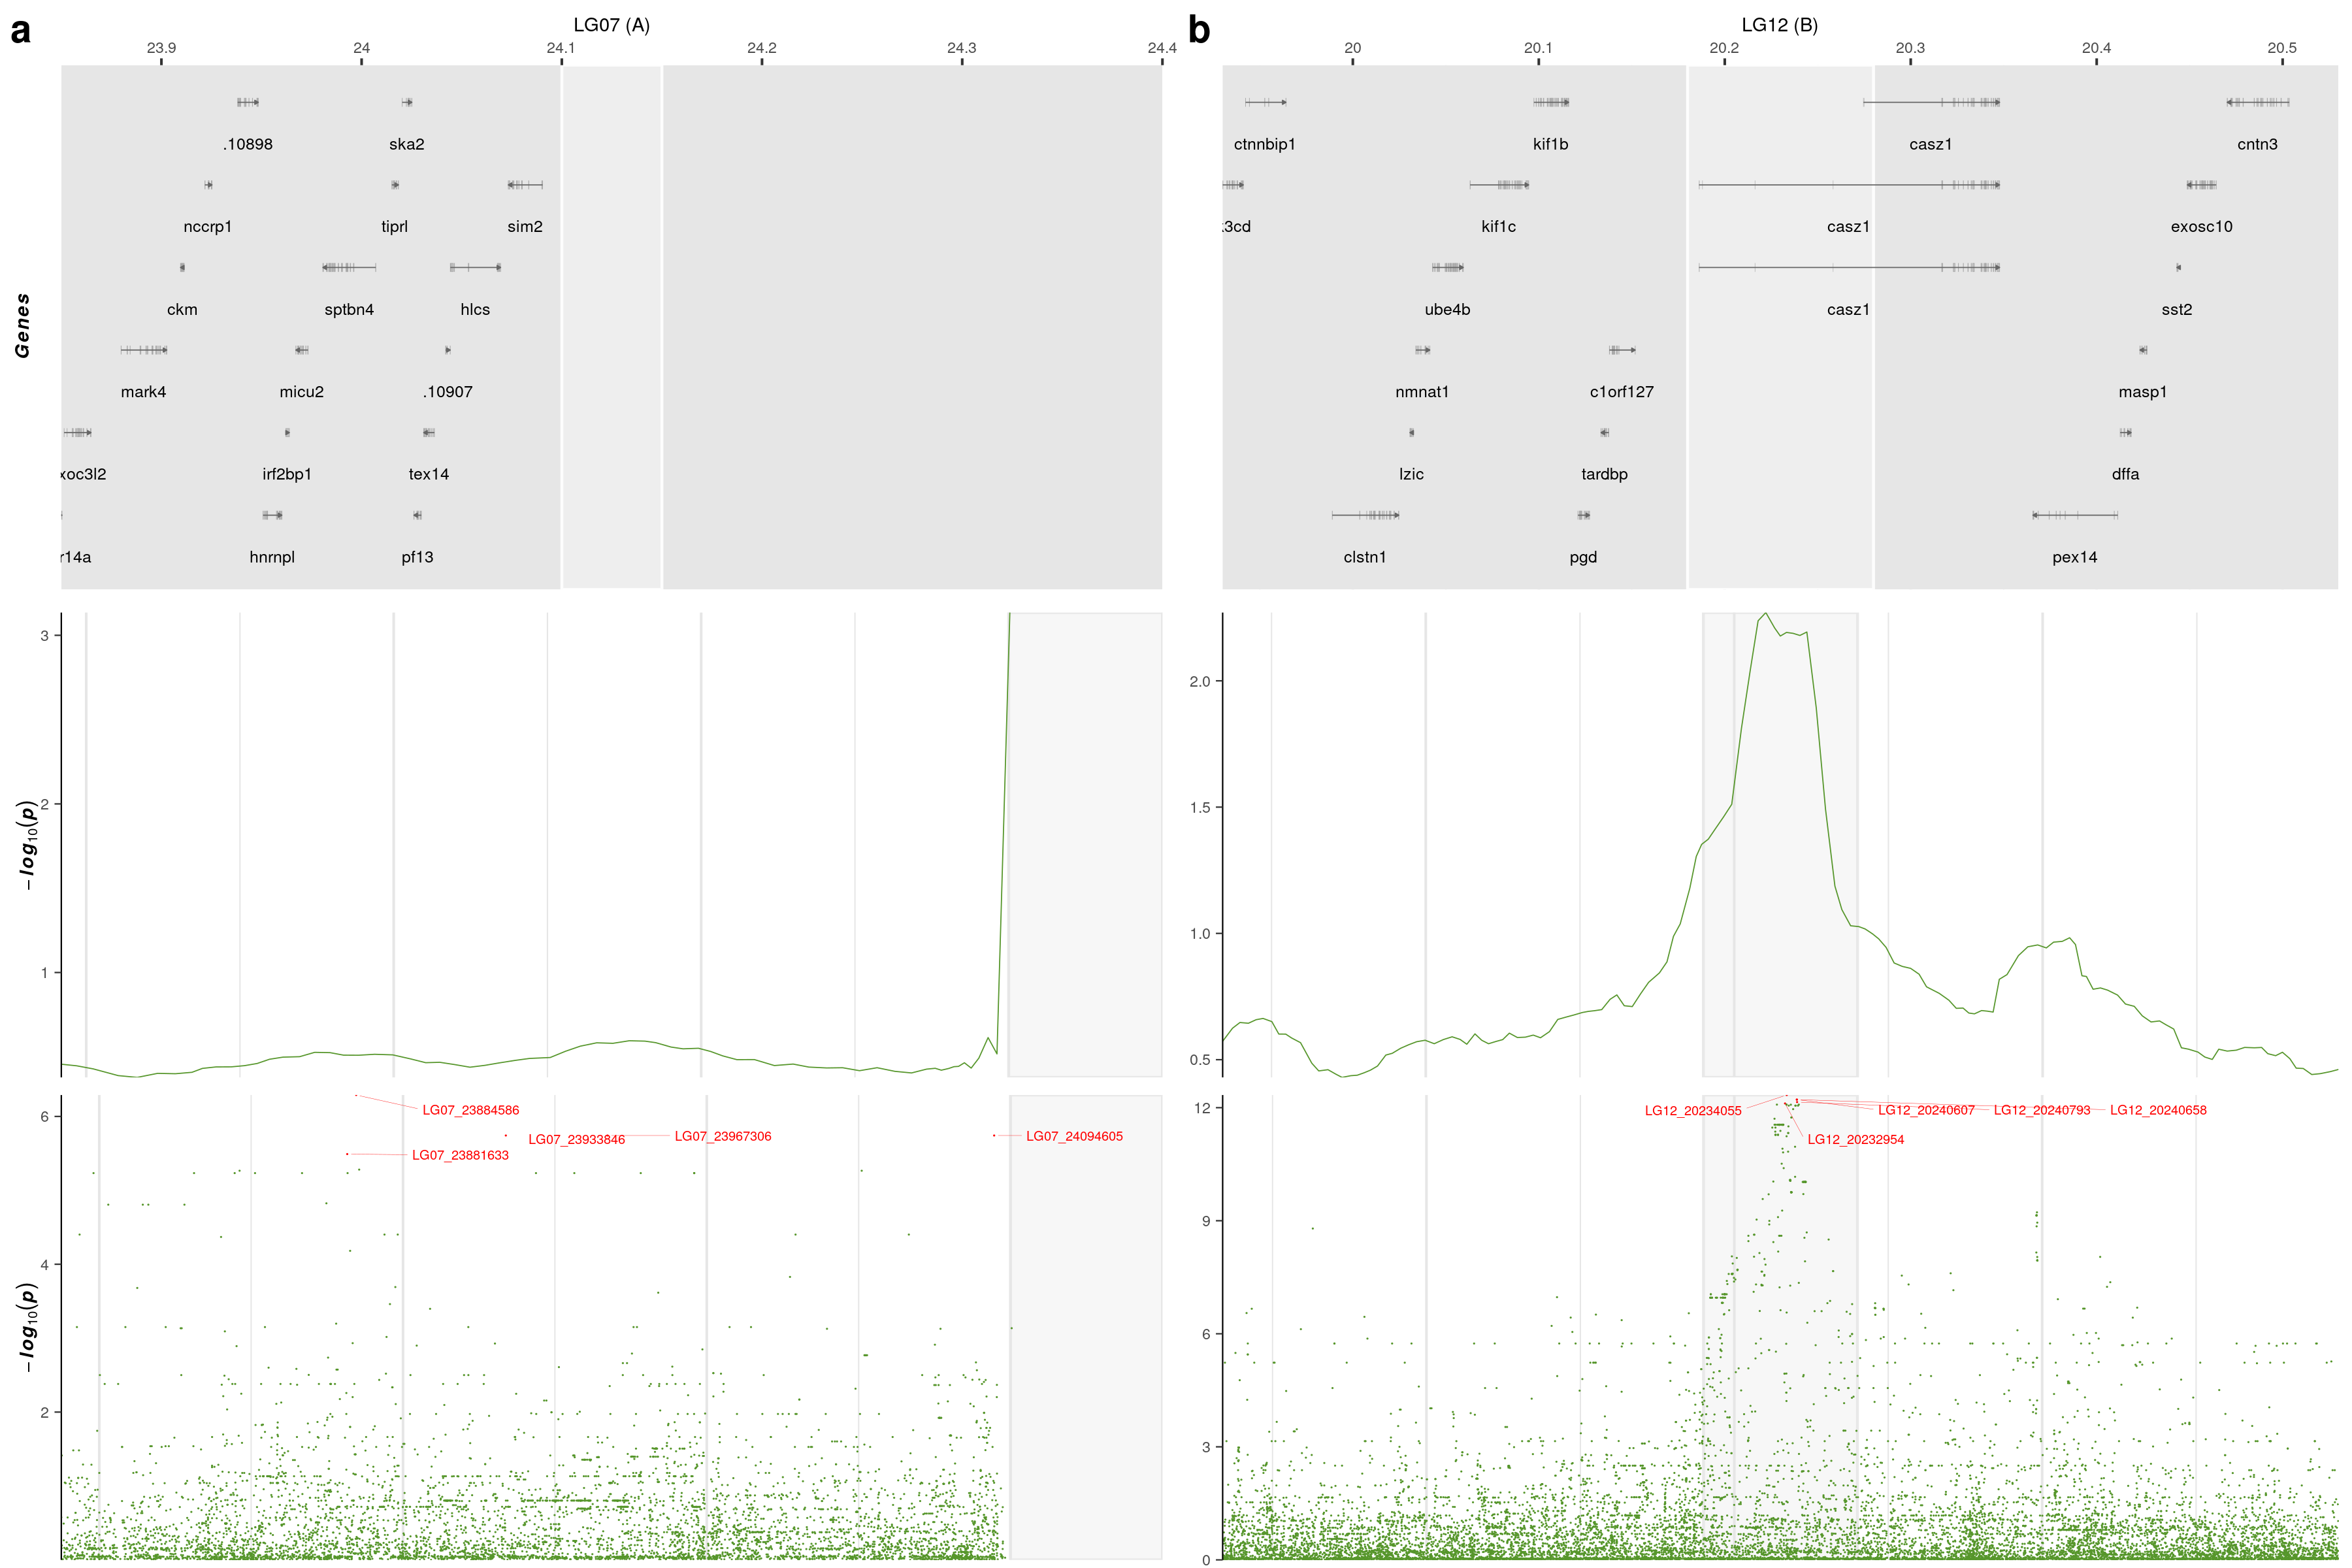 a
LG07 (A)
23.9 24 24.1 24.2 24.3 24.4
Genes
.10898 ska2
nccrp1 tiprl sim2
ckm sptbn4 hlcs
mark4 micu2 .10907
xoc3l2 irf2bp1 tex14
r14a hnrnpl pf13
−log10(p)
3
2
1
−log10(p)
6
4
2
LG07_23884586
LG07_23933846 LG07_23967306 LG07_24094605
LG07_23881633
b
LG12 (B)
20 20.1 20.2 20.3 20.4 20.5
ctnnbip1 kif1b casz1 cntn3
3cd kif1c casz1 exosc10
ube4b casz1 sst2
nmnat1 c1orf127 masp1
lzic tardbp dffa
clstn1 pgd pex14
2.0
1.5
1.0
0.5
12
9
6
3
0
LG12_20234055 LG12_20240607 LG12_20240793 LG12_20240658
LG12_20232954